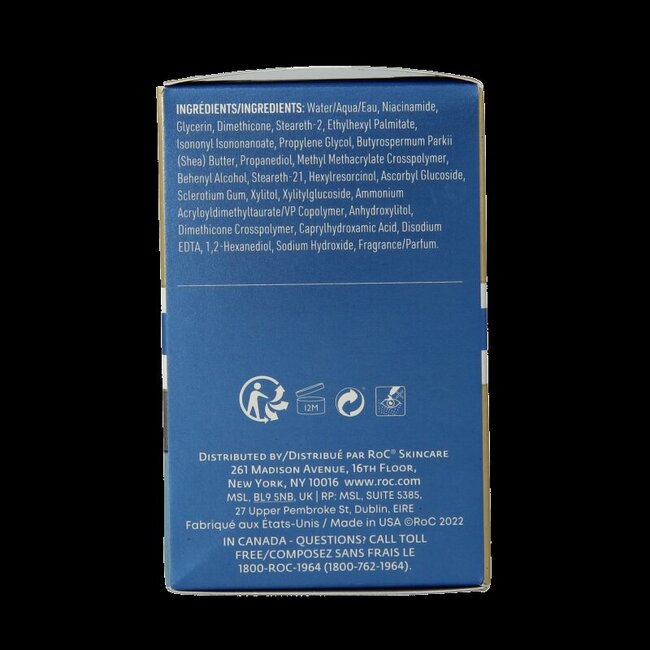 INGRÉDIENTS/INGREDIENTS: Water/Aqua/Eau, Niacinamide,
Glycerin, Dimethicone, Steareth-2, Ethylhexyl Palmitate,
Isononyl Isononanoate, Propylene Glycol, Butyrospermum Parkii
(Shea) Butter, Propanediol, Methyl Methacrylate Crosspolymer,
Behenyl Alcohol, Steareth-21, Hexylresorcinol, Ascorbyl Glucoside,
Sclerotium Gum, Xylitol, Xylitylglucoside, Ammonium
Acryloyldimethyltaurate/VP Copolymer, Anhydroxylitol,
Dimethicone Crosspolymer, Caprylhydroxamic Acid, Disodium
EDTA, 1,2-Hexanediol, Sodium Hydroxide, Fragrance/Parfum.
12M
Distributed by/Distribué par RoC® Skincare
261 Madison Avenue, 16th Floor,
New York, NY 10016 www.roc.com
MSL, BL9 5NB, UK | RP: MSL, SUITE 5385,
27 Upper Pembroke St, Dublin, EIRE
Fabriqué aux États-Unis / Made in USA ©RoC 2022
IN CANADA - QUESTIONS? CALL TOLL
FREE/COMPOSEZ SANS FRAIS LE
1800-ROC-1964 (1800-762-1964).